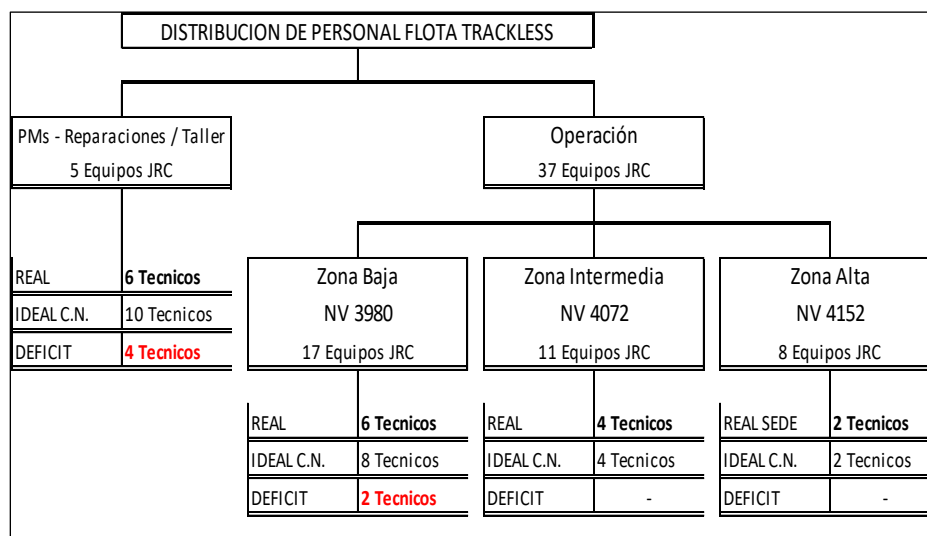 DISTRIBUCION DE PERSONAL FLOTA TRACKLESS
PMs - Reparaciones / Taller
5 Equipos JRC
Operación
37 Equipos JRC
REAL 6 Tecnicos
IDEAL C.N. 10 Tecnicos
DEFICIT 4 Tecnicos
Zona Baja
NV 3980
17 Equipos JRC
Zona Intermedia
NV 4072
11 Equipos JRC
Zona Alta
NV 4152
8 Equipos JRC
REAL 6 Tecnicos
IDEAL C.N. 8 Tecnicos
DEFICIT 2 Tecnicos
REAL 4 Tecnicos
IDEAL C.N. 4 Tecnicos
DEFICIT -
REAL SEDE 2 Tecnicos
IDEAL C.N. 2 Tecnicos
DEFICIT -